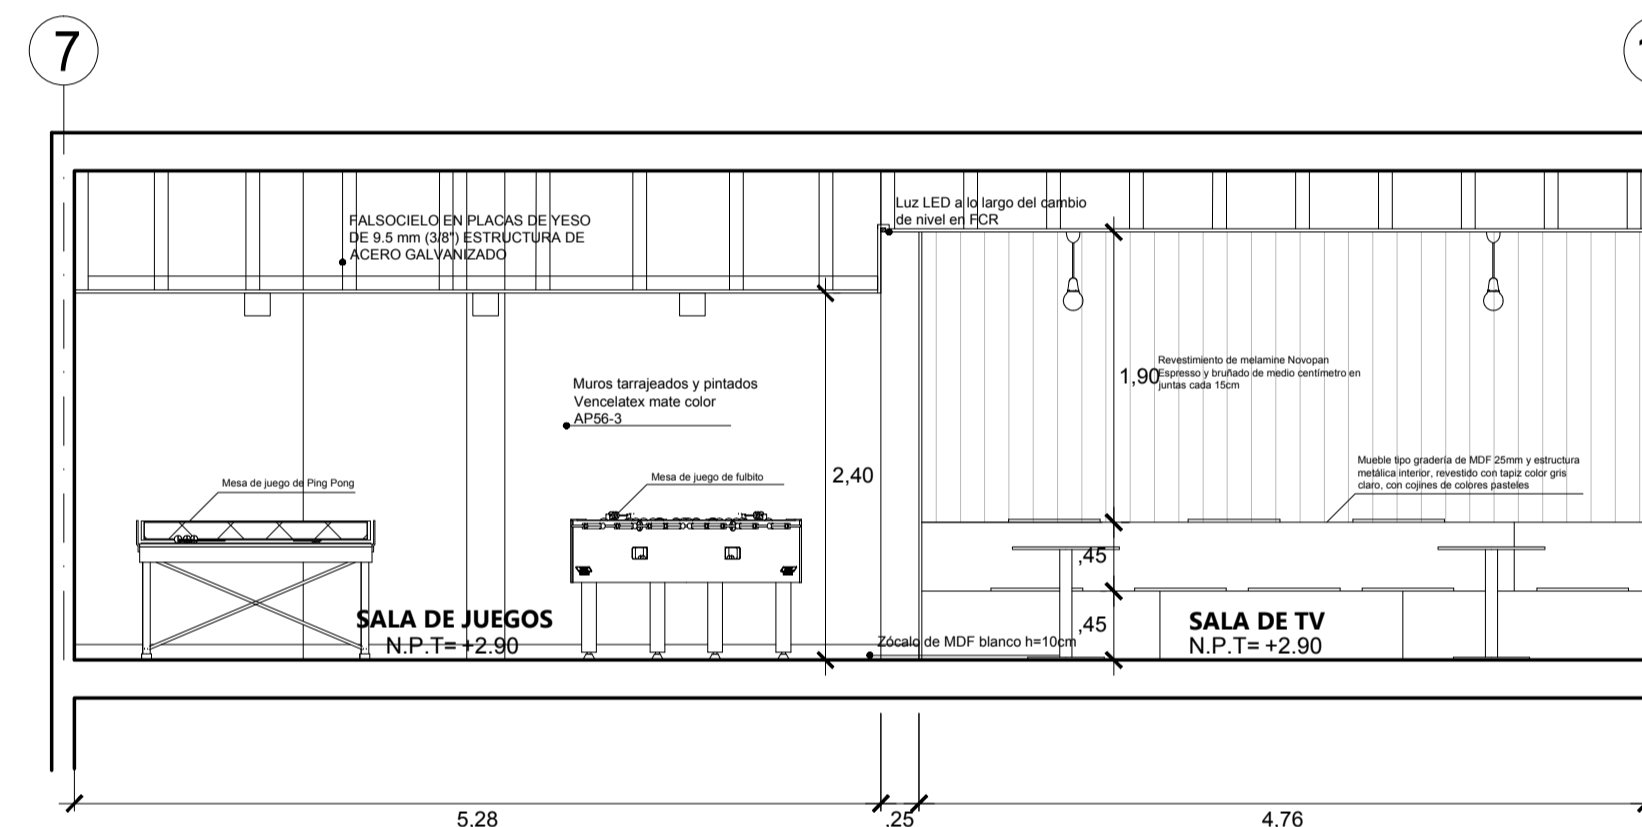 7
FALSOCIELO EN PLACAS DE YESO
DE 9.5 mm (3/8") ESTRUCTURA DE
ACERO GALVANIZADO
Luz LED a lo largo del cambio
de nivel en FCR
Muros tarrajeados y pintados
Vencelatex mate color
AP56-3
1,90
Revestimiento de melamine Novopan
Espresso y bruñado de medio centímetro en
juntas cada 15cm
Mesa de juego de Ping Pong
Mesa de juego de fulbito
2,40
Mueble tipo gradería de MDF 25mm y estructura
metálica interior, revestido con tapiz color gris
claro, con cojines de colores pasteles
,45
,45
SALA DE JUEGOS
N.P.T= +2.90
Zócalo de MDF blanco h=10cm
SALA DE TV
N.P.T= +2.90
5.28
.25
4.76